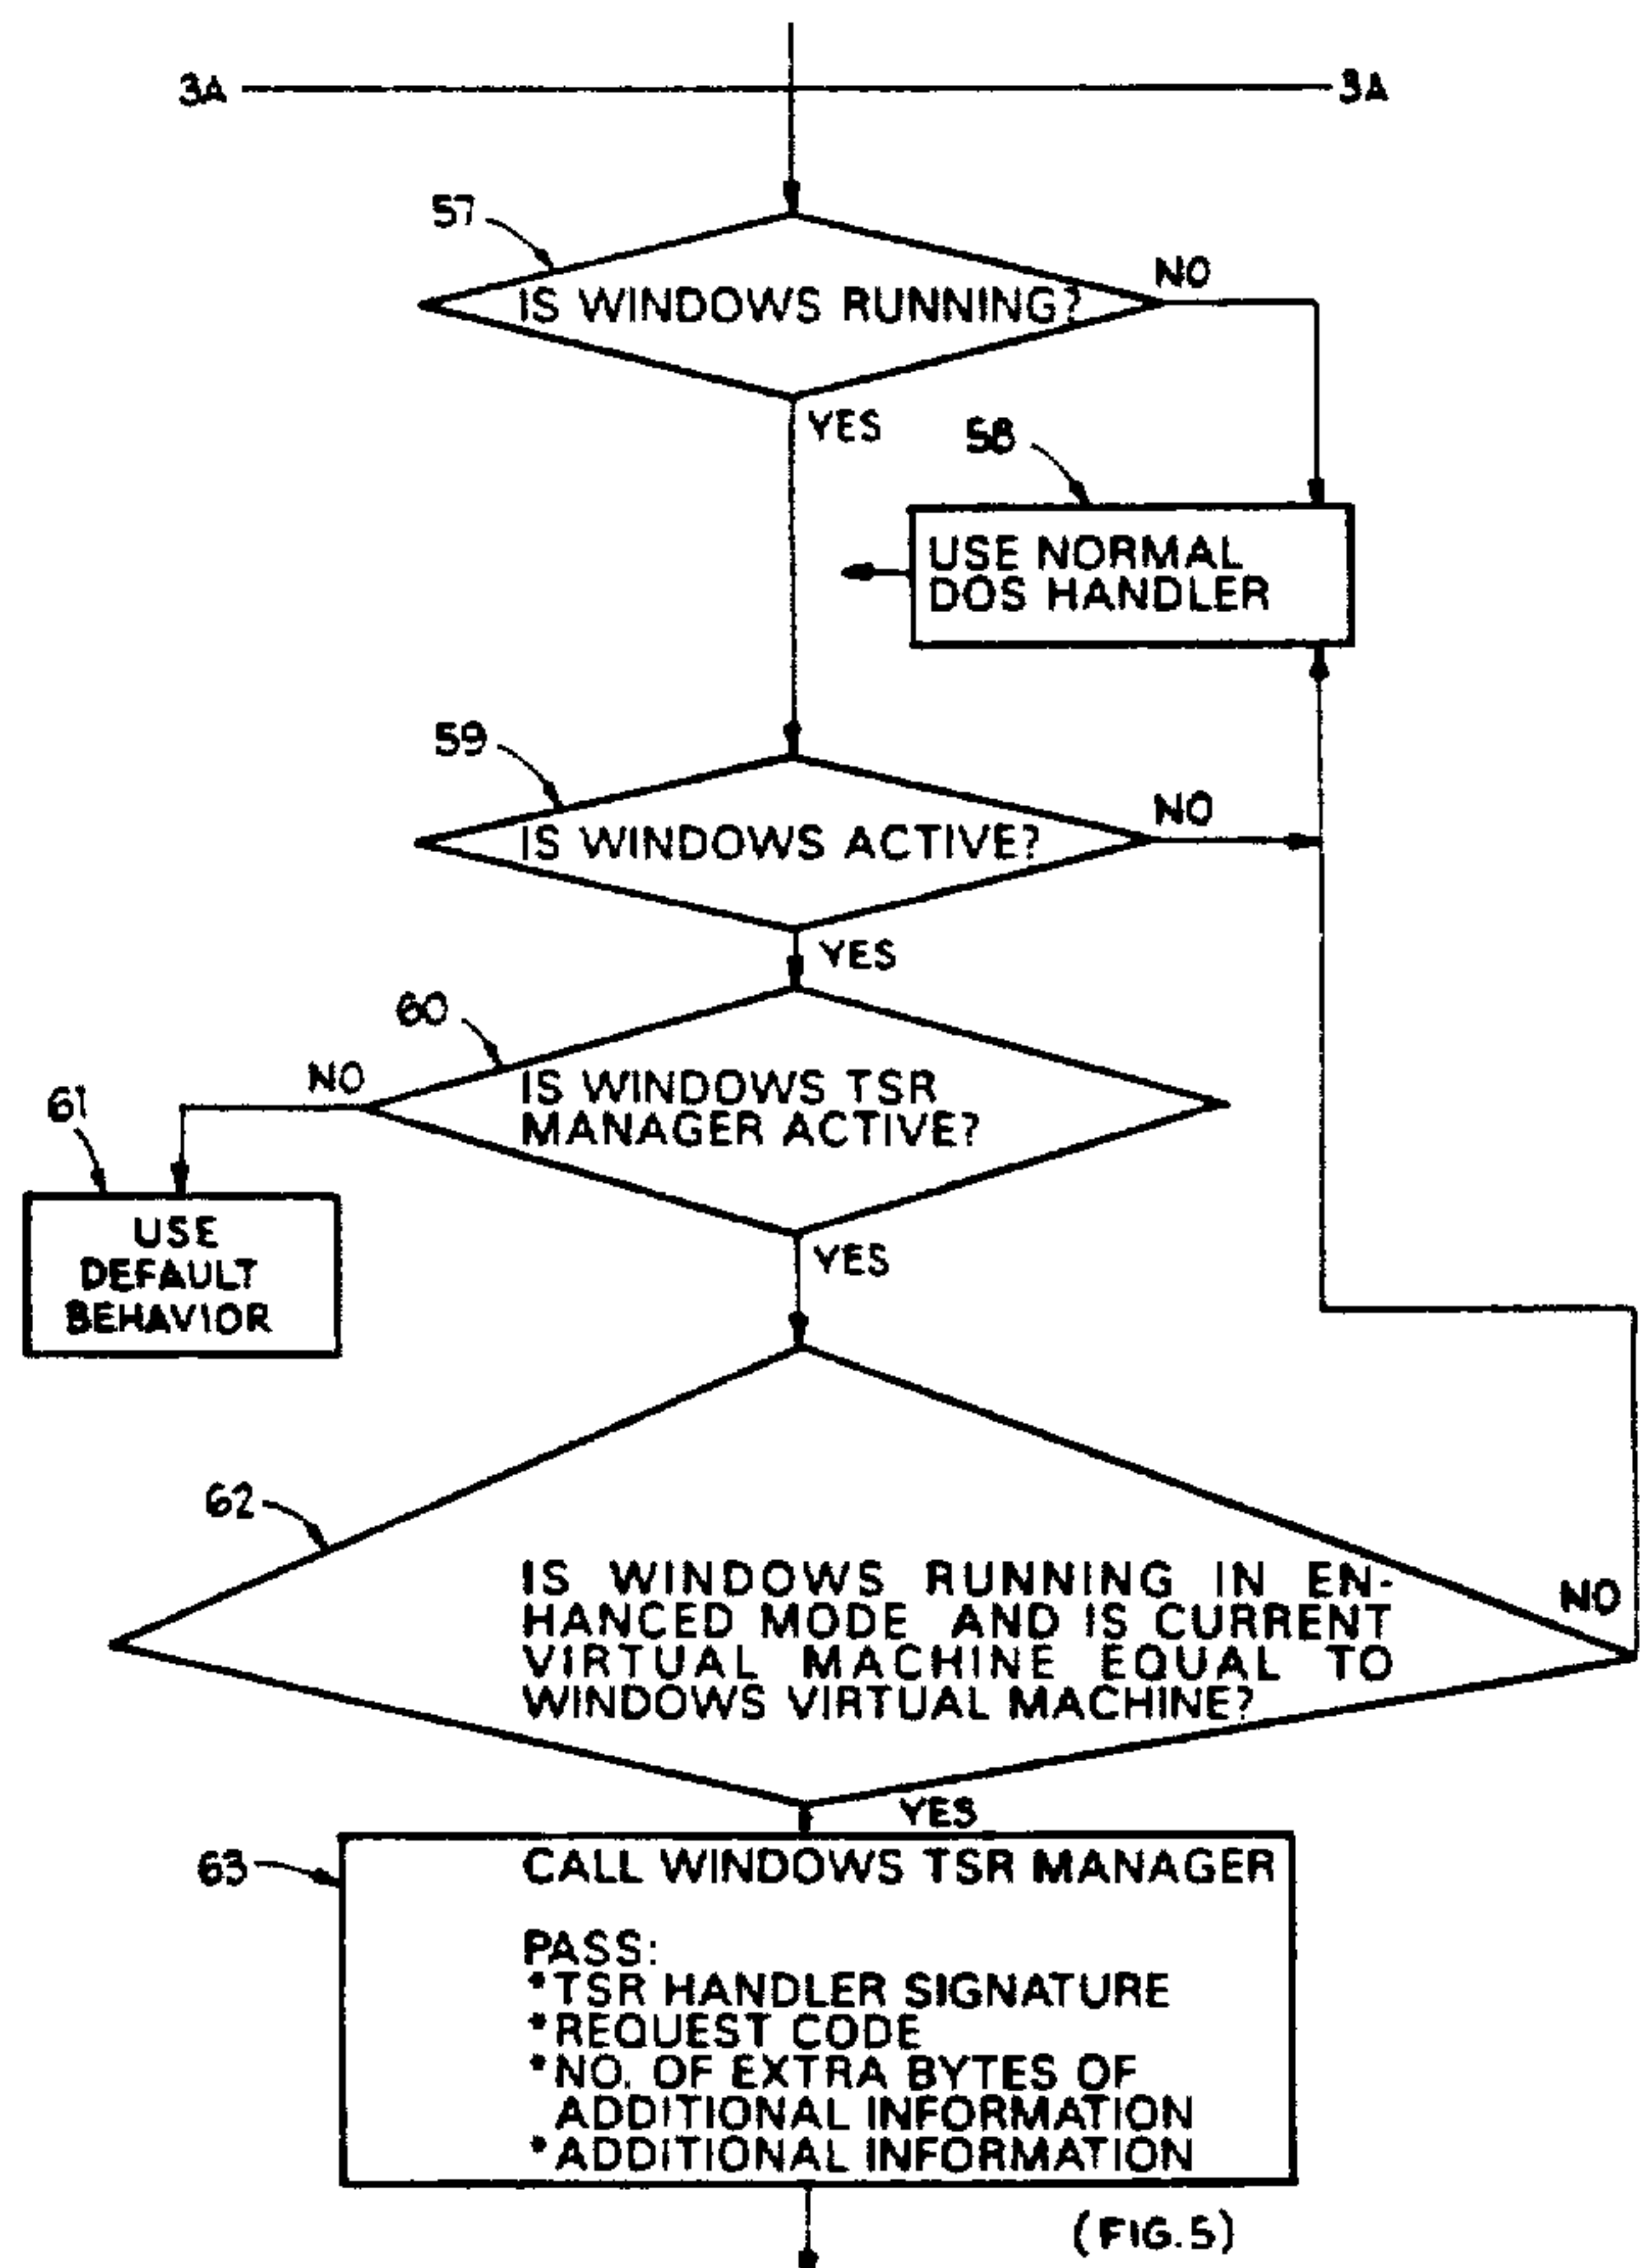 3A 3A
57
IS WINDOWS RUNNING?
NO
YES
58
USE NORMAL
DOS HANDLER
59
IS WINDOWS ACTIVE?
NO
YES
60
IS WINDOWS TSR
MANAGER ACTIVE?
NO
61
USE
DEFAULT
BEHAVIOR
YES
62
IS WINDOWS RUNNING IN EN-
HANCED MODE AND IS CURRENT
VIRTUAL MACHINE EQUAL TO
WINDOWS VIRTUAL MACHINE?
NO
YES
63
CALL WINDOWS TSR MANAGER
PASS:
*TSR HANDLER SIGNATURE
*REQUEST CODE
*NO. OF EXTRA BYTES OF
ADDITIONAL INFORMATION
*ADDITIONAL INFORMATION
(FIG.5)